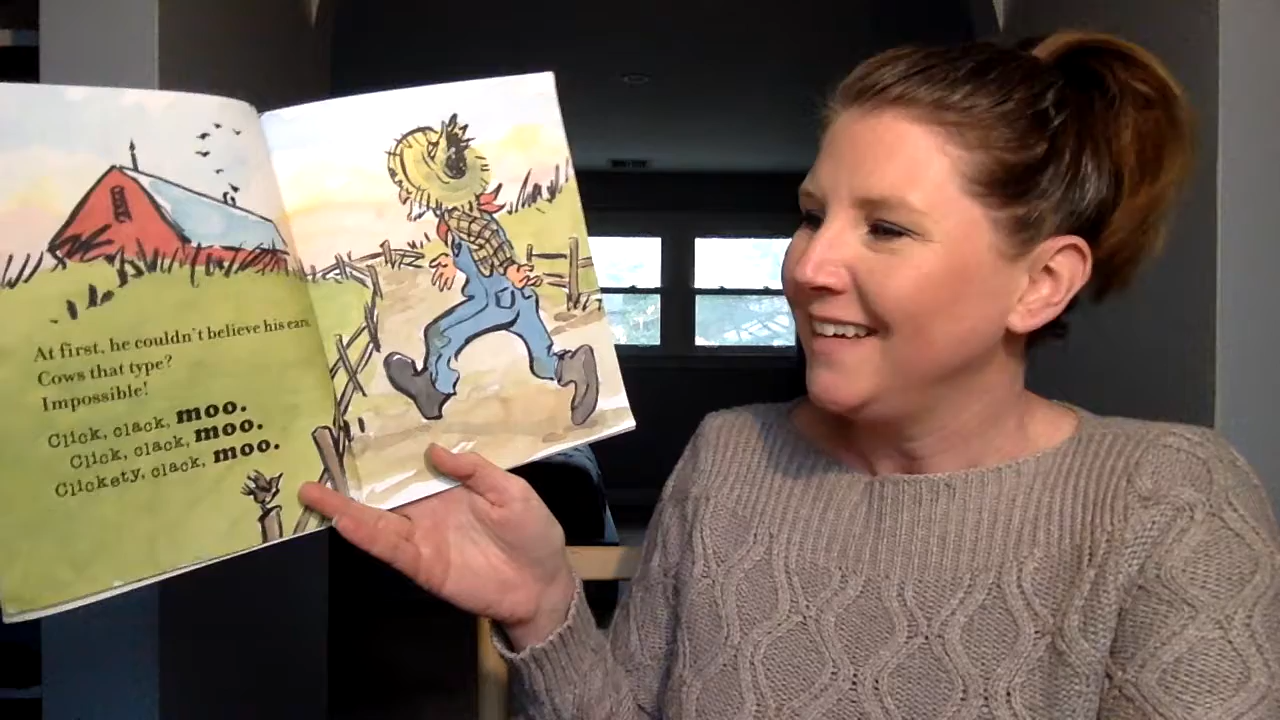 At first, he couldn't believe his ears.
Cows that type?
Impossible!
Click, clack, moo.
Click, clack, moo.
Clickety, clack, moo.